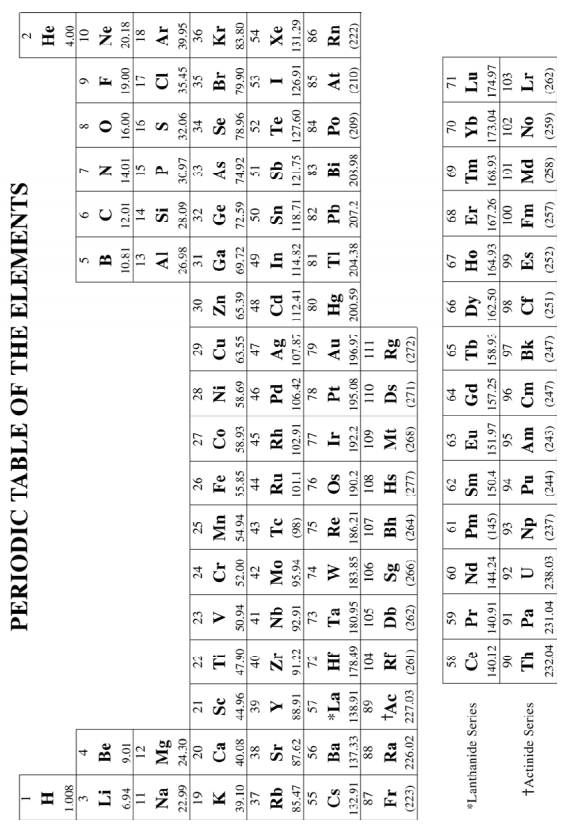 PERIODIC TABLE OF THE ELEMENTS
1 2
H He
1.008 4.00
3 4 5 6 7 8 9 10
Li Be B C N O F Ne
6.94 9.01 10.81 12.01 14.01 16.00 19.00 20.18
11 12 13 14 15 16 17 18
Na Mg Al Si P S Cl Ar
22.99 24.30 26.98 28.09 30.97 32.06 35.45 39.95
19 20 21 22 23 24 25 26 27 28 29 30 31 32 33 34 35 36
K Ca Sc Ti V Cr Mn Fe Co Ni Cu Zn Ga Ge As Se Br Kr
39.10 40.08 44.96 47.90 50.94 52.00 54.94 55.85 58.93 58.69 63.55 65.39 69.72 72.59 74.92 78.96 79.90 83.80
37 38 39 40 41 42 43 44 45 46 47 48 49 50 51 52 53 54
Rb Sr Y Zr Nb Mo Tc Ru Rh Pd Ag Cd In Sn Sb Te I Xe
85.47 87.62 88.91 91.22 92.91 95.94 (98) 101.1 102.91 106.42 107.87 112.41 114.82 118.71 121.75 127.60 126.91 131.29
55 56 57 72 73 74 75 76 77 78 79 80 81 82 83 84 85 86
Cs Ba *La Hf Ta W Re Os Ir Pt Au Hg Tl Pb Bi Po At Rn
132.91 137.33 138.91 178.49 180.95 183.85 186.21 190.2 192.2 195.08 196.97 200.59 204.38 207.2 208.98 (209) (210) (222)
87 88 89 104 105 106 107 108 109 110 111
Fr Ra †Ac Rf Db Sg Bh Hs Mt Ds Rg
(223) 226.02 227.03 (261) (262) (266) (264) (277) (268) (271) (272)
58 59 60 61 62 63 64 65 66 67 68 69 70 71
*Lanthanide Series Ce Pr Nd Pm Sm Eu Gd Tb Dy Ho Er Tm Yb Lu
140.12 140.91 144.24 (145) 150.4 151.97 157.25 158.93 162.50 164.93 167.26 168.93 173.04 174.97
90 91 92 93 94 95 96 97 98 99 100 101 102 103
†Actinide Series Th Pa U Np Pu Am Cm Bk Cf Es Fm Md No Lr
232.04 231.04 238.03 (237) (244) (243) (247) (247) (251) (252) (257) (258) (259) (262)